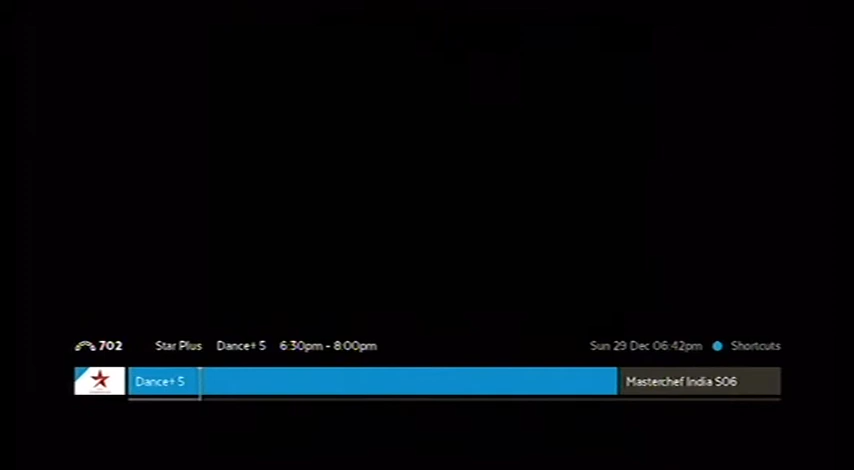 702 Star Plus Dance+ 5 6:30pm - 8:00pm Sun 29 Dec 06:42pm Shortcuts
Dance+ 5 Masterchef India S06